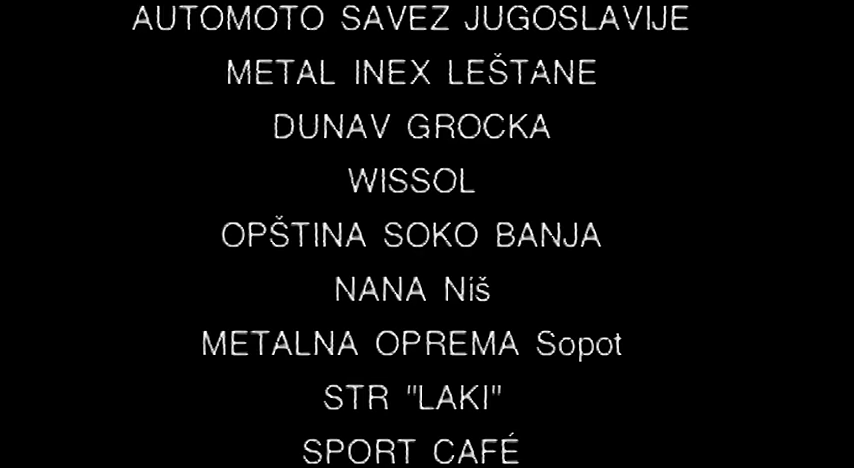 AUTOMOTO SAVEZ JUGOSLAVIJE
METAL INEX LEŠTANE
DUNAV GROCKA
WISSOL
OPŠTINA SOKO BANJA
NANA Niš
METALNA OPREMA Sopot
STR "LAKI"
SPORT CAFÉ